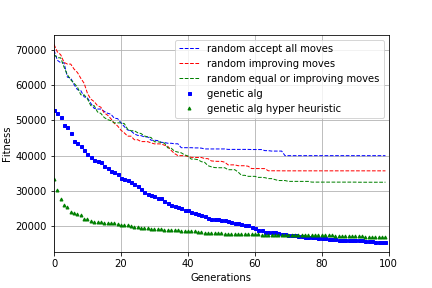 70000
60000
50000
40000
30000
20000
Fitness
random accept all moves
random improving moves
random equal or improving moves
genetic alg
genetic alg hyper heuristic
0 20 40 60 80 100
Generations